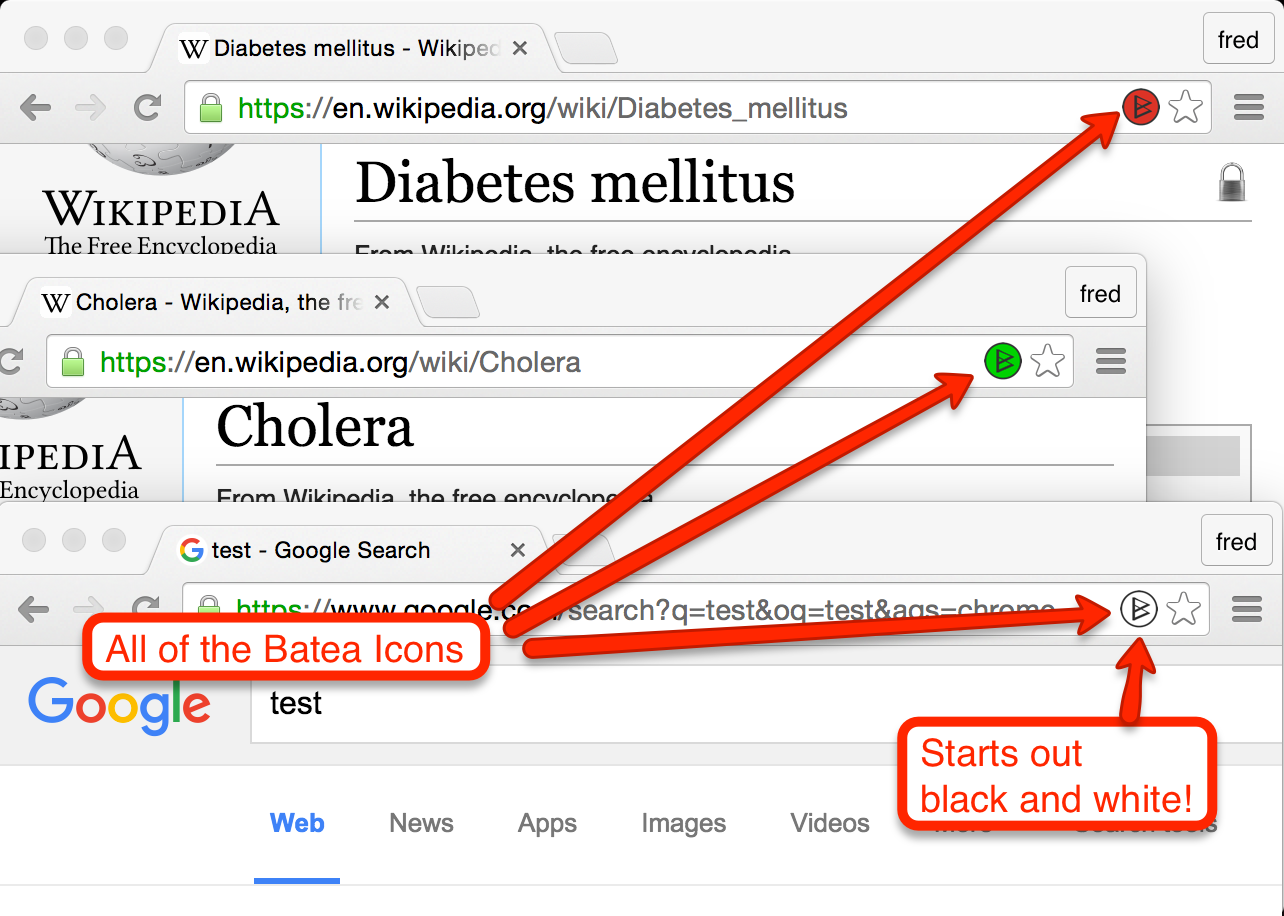 Diabetes mellitus - Wikiped
fred
https://en.wikipedia.org/wiki/Diabetes_mellitus
WIKIPEDIA
The Free Encyclopedia
Diabetes mellitus
From Wikipedia, the free encyclopedia
Cholera - Wikipedia, the fre
fred
https://en.wikipedia.org/wiki/Cholera
IPEDIA
Encyclopedia
Cholera
From Wikipedia, the free encyclopedia
test - Google Search
fred
https://www.google.com/search?q=test&oq=test&aqs=chrome
All of the Batea Icons
Google
test
Starts out
black and white!
Web News Apps Images Videos More Search tools